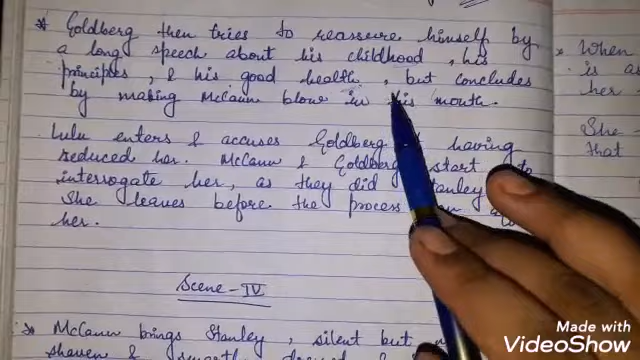 * Goldberg then tries to reassure himself by
a long speech about his childhood, his
principles, & his good health, but concludes
by making McCann blow in his mouth.
Lulu enters & accuses Goldberg having
seduced her. McCann & Goldberg start to
interrogate her, as they did Stanley
She leaves before the process
her.
Scene-IV
McCann brings Stanley, silent but
shaven &
When
is as
her
She
that
Made with
VideoShow